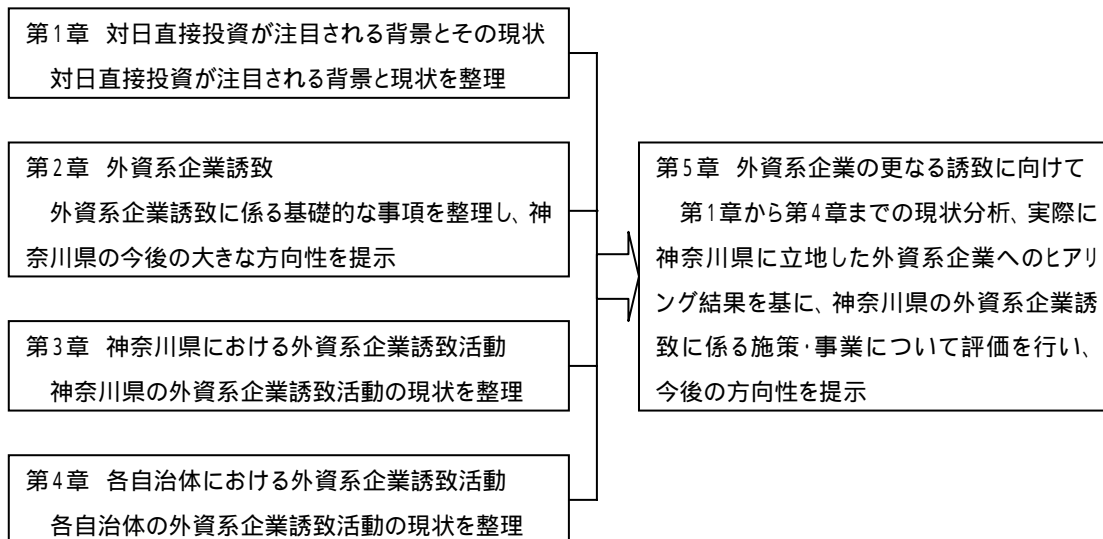 第1章 対日直接投資が注目される背景とその現状
対日直接投資が注目される背景と現状を整理
第2章 外資系企業誘致
外資系企業誘致に係る基礎的な事項を整理し、神
奈川県の今後の大きな方向性を提示
第3章 神奈川県における外資系企業誘致活動
神奈川県の外資系企業誘致活動の現状を整理
第4章 各自治体における外資系企業誘致活動
各自治体の外資系企業誘致活動の現状を整理
第5章 外資系企業の更なる誘致に向けて
第1章から第4章までの現状分析、実際に
神奈川県に立地した外資系企業へのヒアリ
ング結果を基に、神奈川県の外資系企業誘
致に係る施策・事業について評価を行い、
今後の方向性を提示